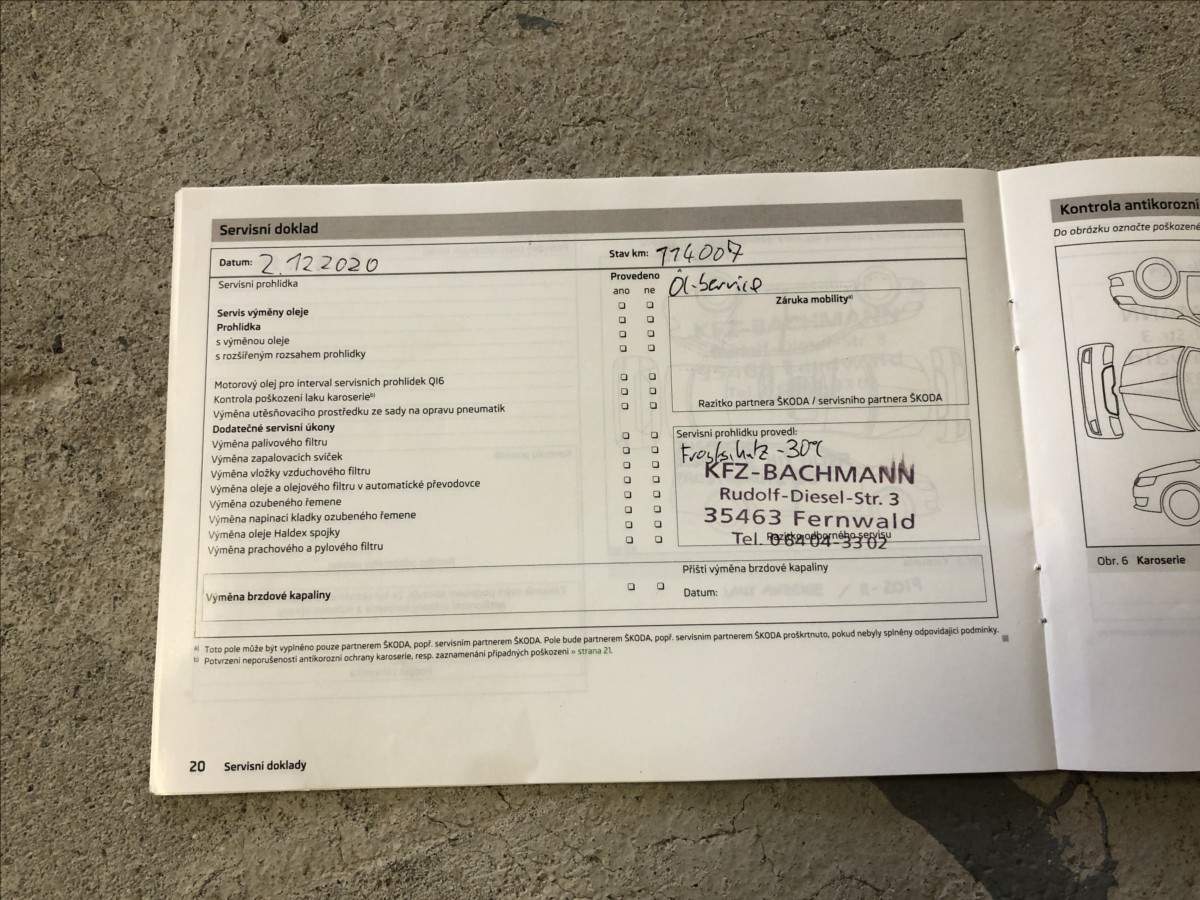 Servisní doklad
Datum: 2.12 2020
Stav km: 114007
Servisní prohlídka
Provedeno
ano ne
Öl-Service
Servis výměny oleje
Prohlídka
s výměnou oleje
s rozšířeným rozsahem prohlídky
Motorový olej pro interval servisních prohlídek QI6
Kontrola poškození laku karoserieᵇ⁾
Výměna utěsňovacího prostředku ze sady na opravu pneumatik
Dodatečné servisní úkony
Výměna palivového filtru
Výměna zapalovacích svíček
Výměna vložky vzduchového filtru
Výměna oleje a olejového filtru v automatické převodovce
Výměna ozubeného řemene
Výměna napínací kladky ozubeného řemene
Výměna oleje Haldex spojky
Výměna prachového a pylového filtru
Záruka mobilityᵃ⁾
Razítko partnera ŠKODA / servisního partnera ŠKODA
Servisní prohlídku provedl:
Frostschutz -30°C
KFZ-BACHMANN
Rudolf-Diesel-Str. 3
35463 Fernwald
Razítko odborného servisu
Tel. 06404-3302
Výměna brzdové kapaliny
Příští výměna brzdové kapaliny
Datum:
ᵃ⁾ Toto pole může být vyplněno pouze partnerem ŠKODA, popř. servisním partnerem ŠKODA. Pole bude partnerem ŠKODA, popř. servisním partnerem ŠKODA proškrtnuto, pokud nebyly splněny odpovídající podmínky.
ᵇ⁾ Potvrzení neporušenosti antikorozní ochrany karoserie, resp. zaznamenání případných poškození » strana 21.
20 Servisní doklady
Kontrola antikorozní
Do obrázku označte poškozené
Obr. 6 Karoserie